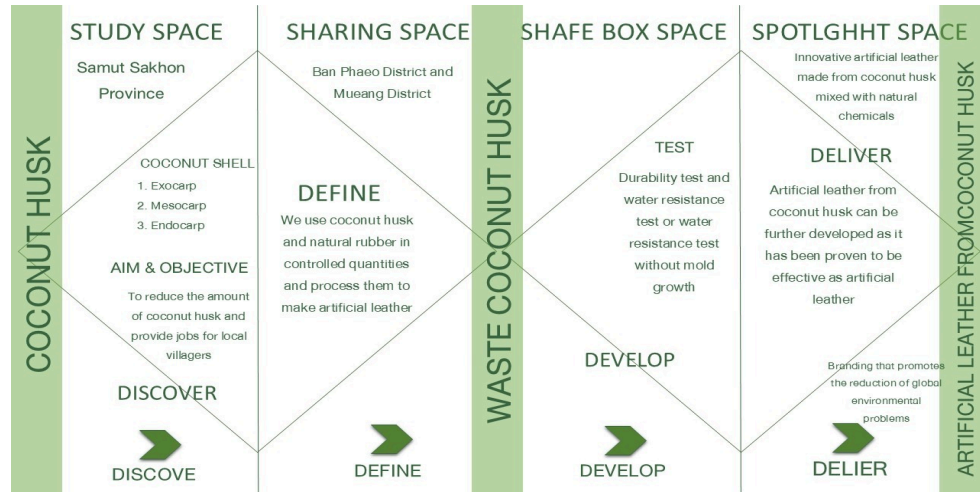 COCONUT HUSK
STUDY SPACE
Samut Sakhon
Province
COCONUT SHELL
1. Exocarp
2. Mesocarp
3. Endocarp
AIM & OBJECTIVE
To reduce the amount
of coconut husk and
provide jobs for local
villagers
DISCOVER
DISCOVE
SHARING SPACE
Ban Phaeo District and
Mueang District
DEFINE
We use coconut husk
and natural rubber in
controlled quantities
and process them to
make artificial leather
DEFINE
WASTE COCONUT HUSK
SHAFE BOX SPACE
TEST
Durability test and
water resistance
test or water
resistance test
without mold
growth
DEVELOP
DEVELOP
SPOTLGHHT SPACE
Innovative artificial leather
made from coconut husk
mixed with natural
chemicals
DELIVER
Artificial leather from
coconut husk can be
further developed as it
has been proven to be
effective as artificial
leather
Branding that promotes
the reduction of global
environmental
problems
DELIER
ARTIFICIAL LEATHER FROMCOCONUT HUSK